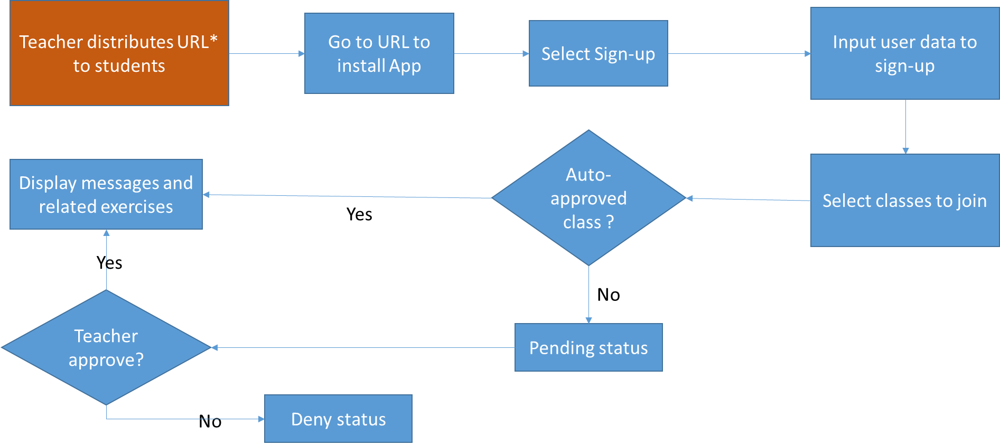 Teacher distributes URL*
to students
Go to URL to
install App
Select Sign-up
Input user data to
sign-up
Display messages and
related exercises
Yes
Auto-
approved
class ?
Select classes to join
Yes
No
Teacher
approve?
Pending status
No
Deny status